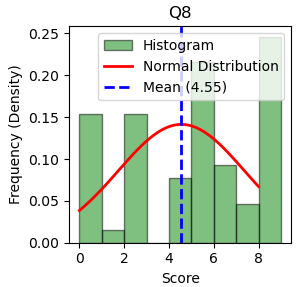 Q8
Histogram
Normal Distribution
Mean (4.55)
Frequency (Density)
0.25
0.20
0.15
0.10
0.05
0.00
0 2 4 6 8
Score